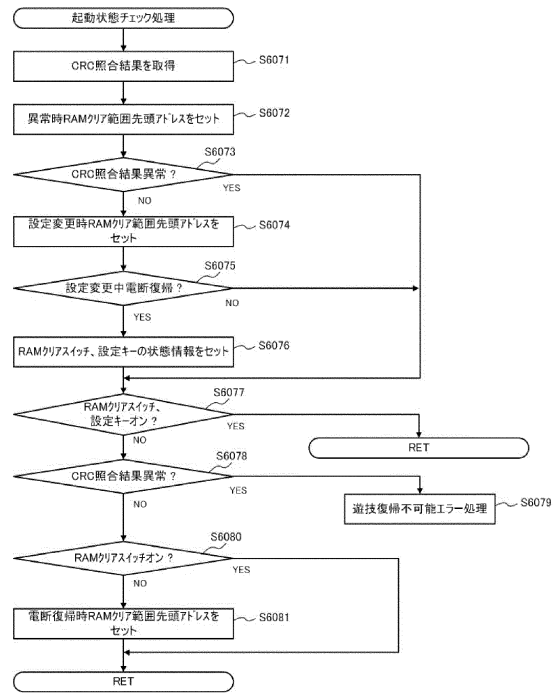 起動状態チェック処理
CRC照合結果を取得
S6071
異常時RAMクリア範囲先頭アドレスをセット
S6072
S6073
CRC照合結果異常？
YES
NO
設定変更時RAMクリア範囲先頭アドレスを
セット
S6074
S6075
設定変更中電断復帰？
NO
YES
RAMクリアスイッチ、設定キーの状態情報をセット
S6076
S6077
RAMクリアスイッチ、
設定キーオン？
YES
NO
RET
S6078
CRC照合結果異常？
YES
NO
遊技復帰不可能エラー処理
S6079
S6080
RAMクリアスイッチオン？
YES
NO
電断復帰時RAMクリア範囲先頭アドレスを
セット
S6081
RET